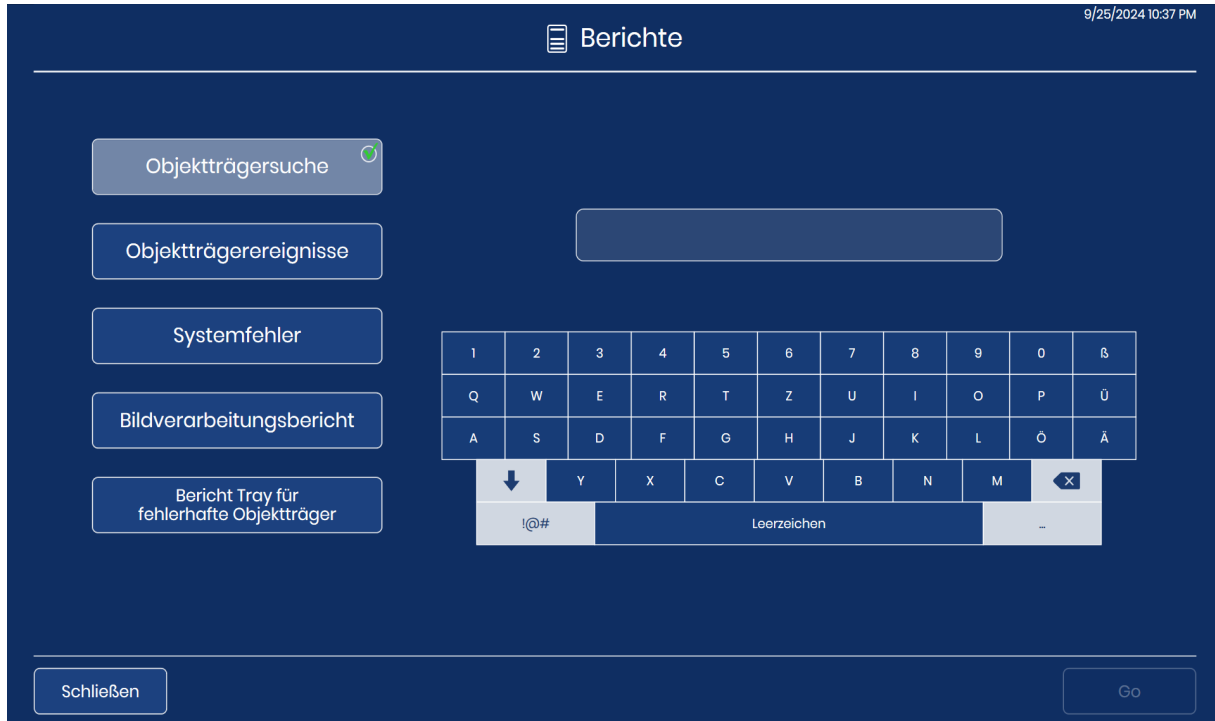 9/25/2024 10:37 PM
Berichte
Objektträgersuche
Objektträgerereignisse
Systemfehler
Bildverarbeitungsbericht
Bericht Tray für
fehlerhafte Objektträger
1 2 3 4 5 6 7 8 9 0 ß
Q W E R T Z U I O P Ü
A S D F G H J K L Ö Ä
Y X C V B N M
!@# Leerzeichen ...
Schließen
Go